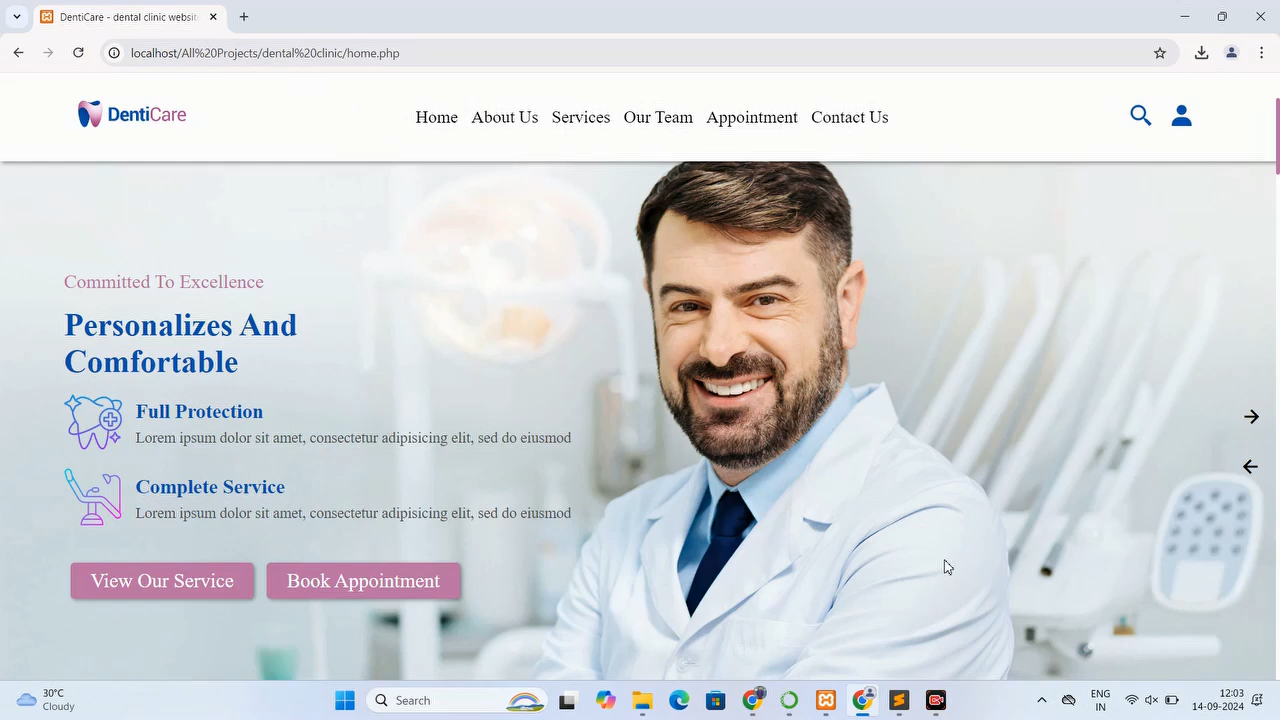 DentiCare - dental clinic websit
localhost/All%20Projects/dental%20clinic/home.php
DentiCare
Home About Us Services Our Team Appointment Contact Us
Committed To Excellence
Personalizes And
Comfortable
Full Protection
Lorem ipsum dolor sit amet, consectetur adipisicing elit, sed do eiusmod
Complete Service
Lorem ipsum dolor sit amet, consectetur adipisicing elit, sed do eiusmod
View Our Service Book Appointment
30°C
Cloudy
Search
ENG
IN
12:03
14-09-2024